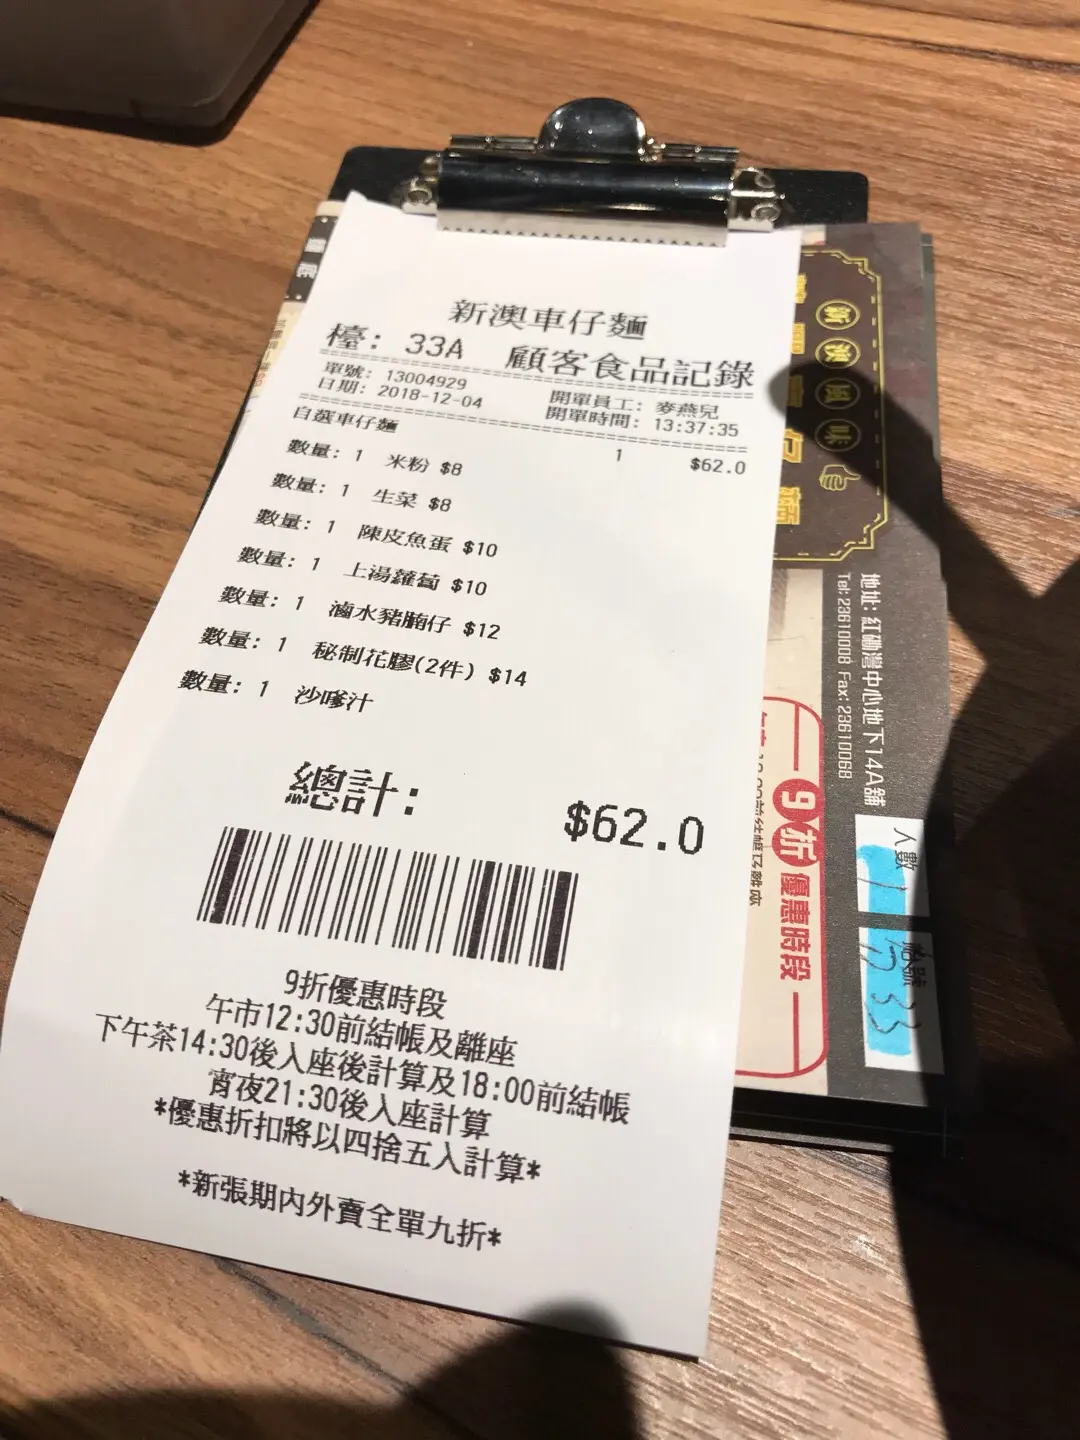 新澳車仔麵
檯: 33A 顧客食品記錄
單號: 13004929 開單員工: 麥燕兒
日期: 2018-12-04 開單時間: 13:37:35
自選車仔麵 1 $62.0
數量: 1 米粉 $8
數量: 1 生菜 $8
數量: 1 陳皮魚蛋 $10
數量: 1 上湯蘿蔔 $10
數量: 1 滷水豬腩仔 $12
數量: 1 秘制花膠(2件) $14
數量: 1 沙嗲汁
總計: $62.0
9折優惠時段
午市12:30前結帳及離座
下午茶14:30後入座後計算及18:00前結帳
宵夜21:30後入座計算
*優惠折扣將以四捨五入計算*
*新張期內外賣全單九折*
新澳風味
地址: 紅磡灣中心地下14A舖
Tel: 23610008 Fax: 23610068
9折優惠時段
人數
1
枱號
33